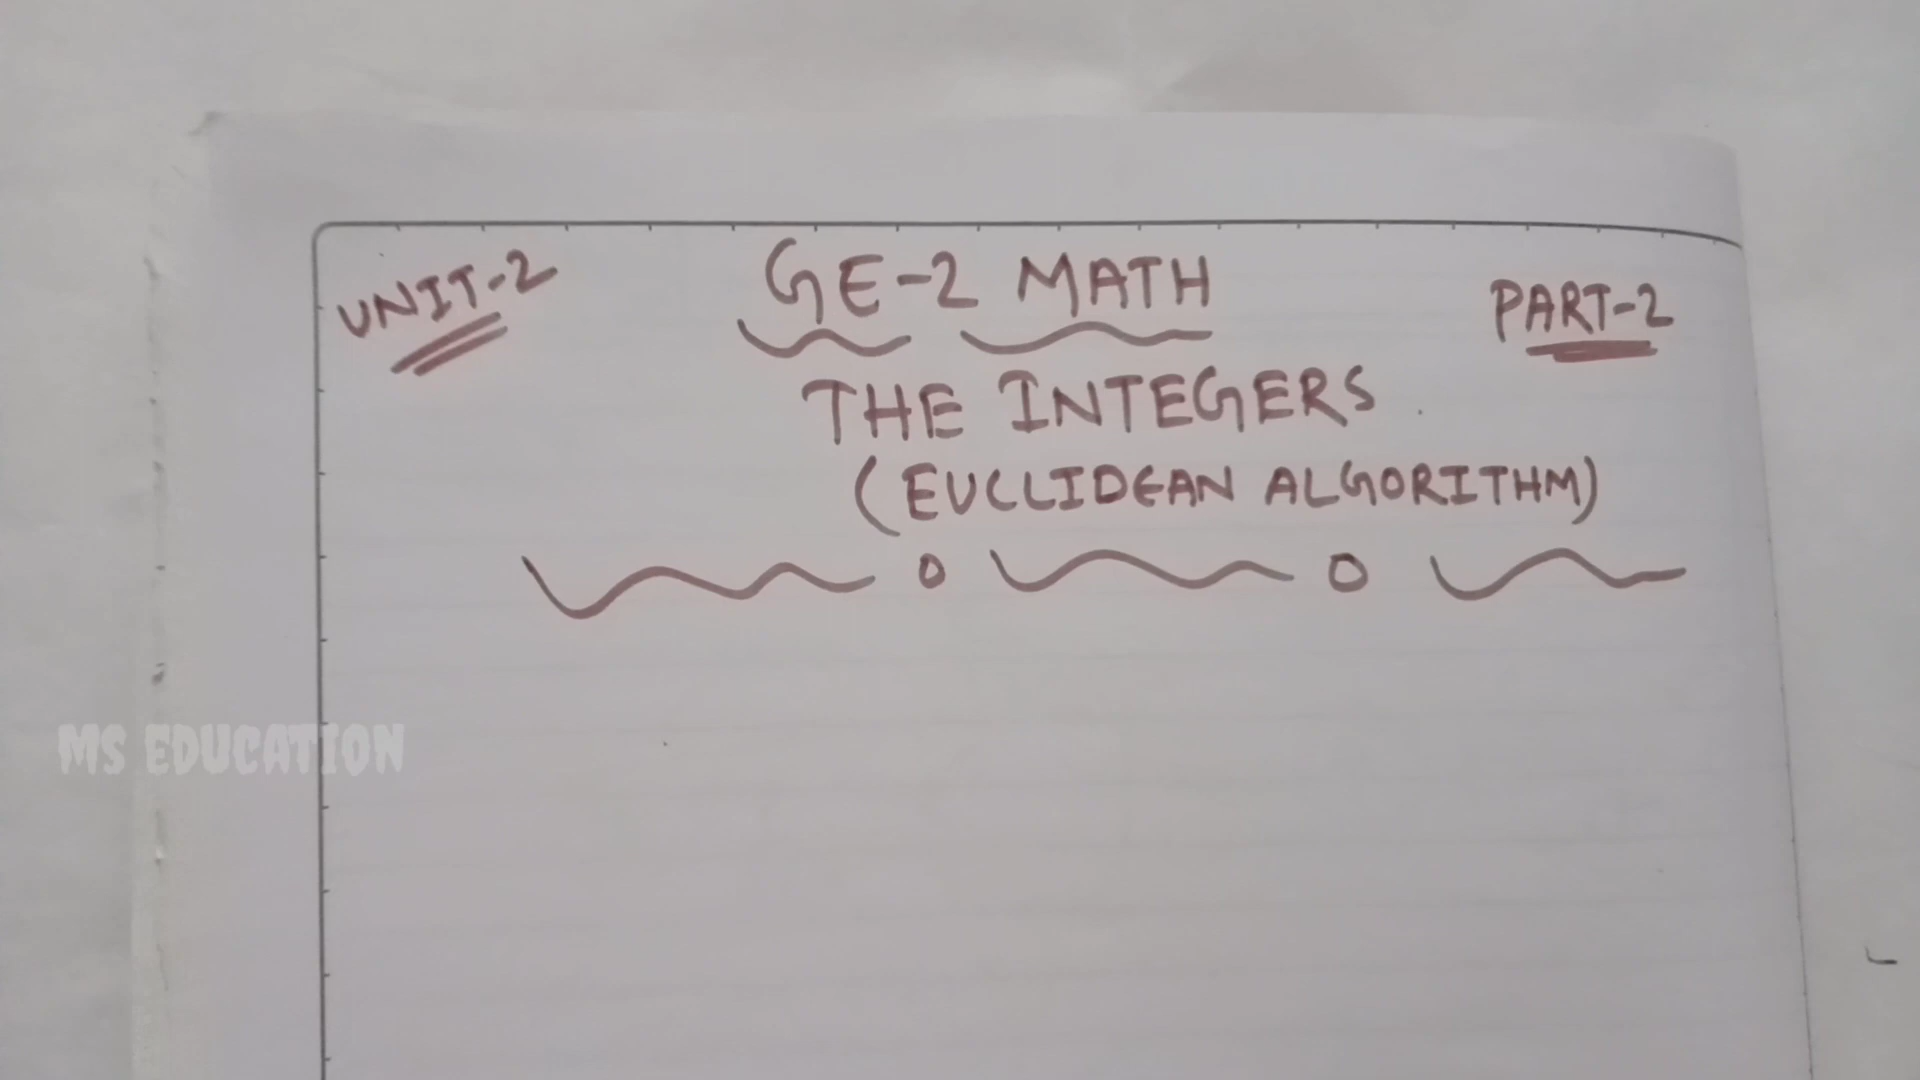 UNIT-2
GE-2 MATH
PART-2
THE INTEGERS
(EUCLIDEAN ALGORITHM)
MS EDUCATION